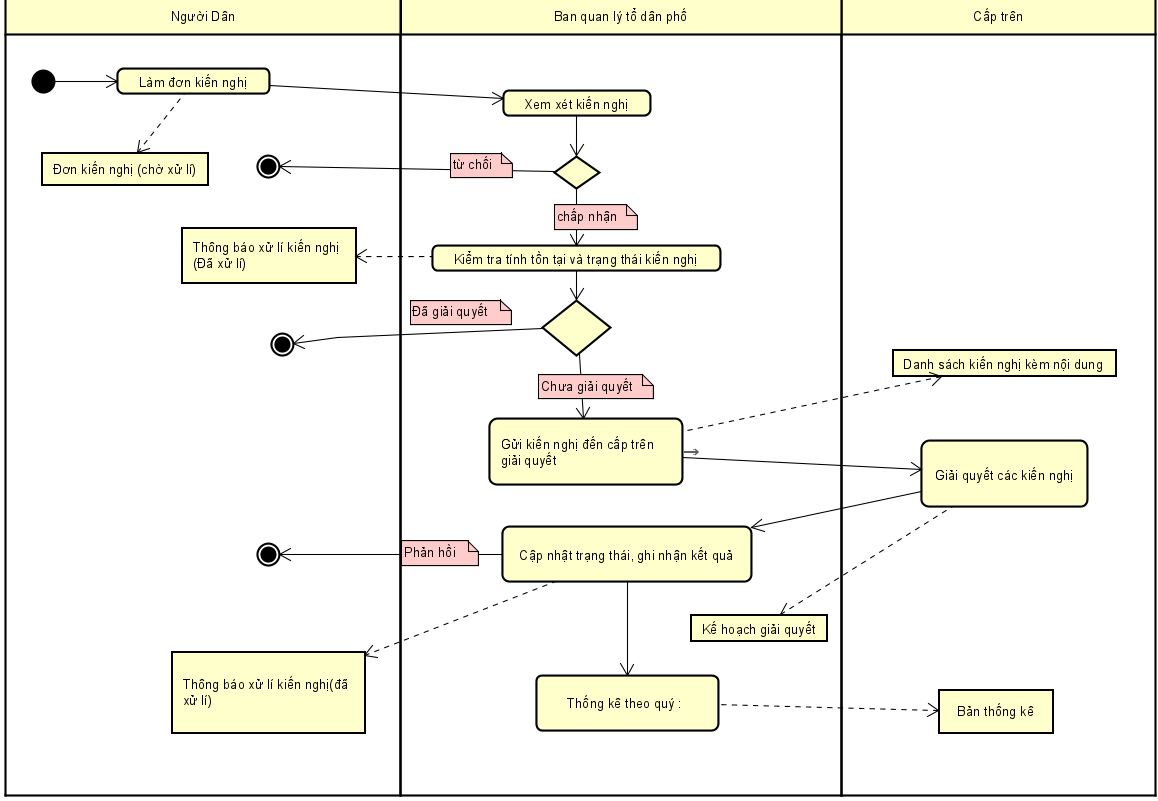 Người Dân
Ban quan lý tổ dân phố
Cấp trên
Làm đơn kiến nghị
Xem xét kiến nghị
Đơn kiến nghị (chờ xử lí)
từ chối
chấp nhận
Thông báo xử lí kiến nghị
(Đã xử lí)
Kiểm tra tính tồn tại và trạng thái kiến nghị
Đã giải quyết
Danh sách kiến nghị kèm nội dung
Chưa giải quyết
Gửi kiến nghị đến cấp trên
giải quyết
Giải quyết các kiến nghị
Phản hồi
Cập nhật trạng thái, ghi nhận kết quả
Kế hoạch giải quyết
Thông báo xử lí kiến nghị(đã
xử lí)
Thống kê theo quý :
Bản thống kê